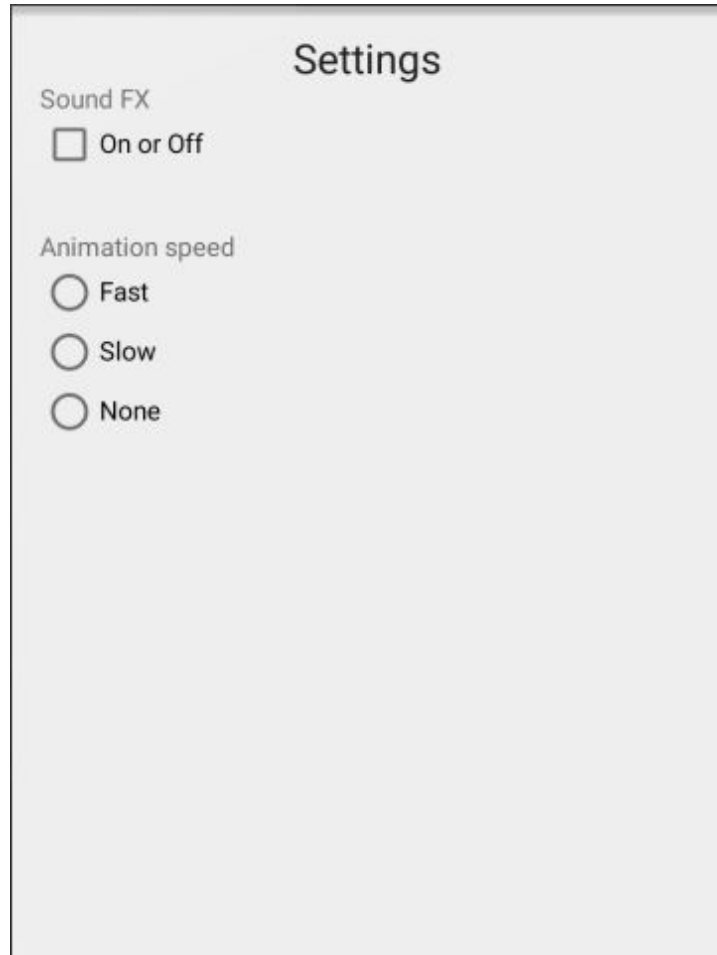 Settings
Sound FX
On or Off
Animation speed
Fast
Slow
None